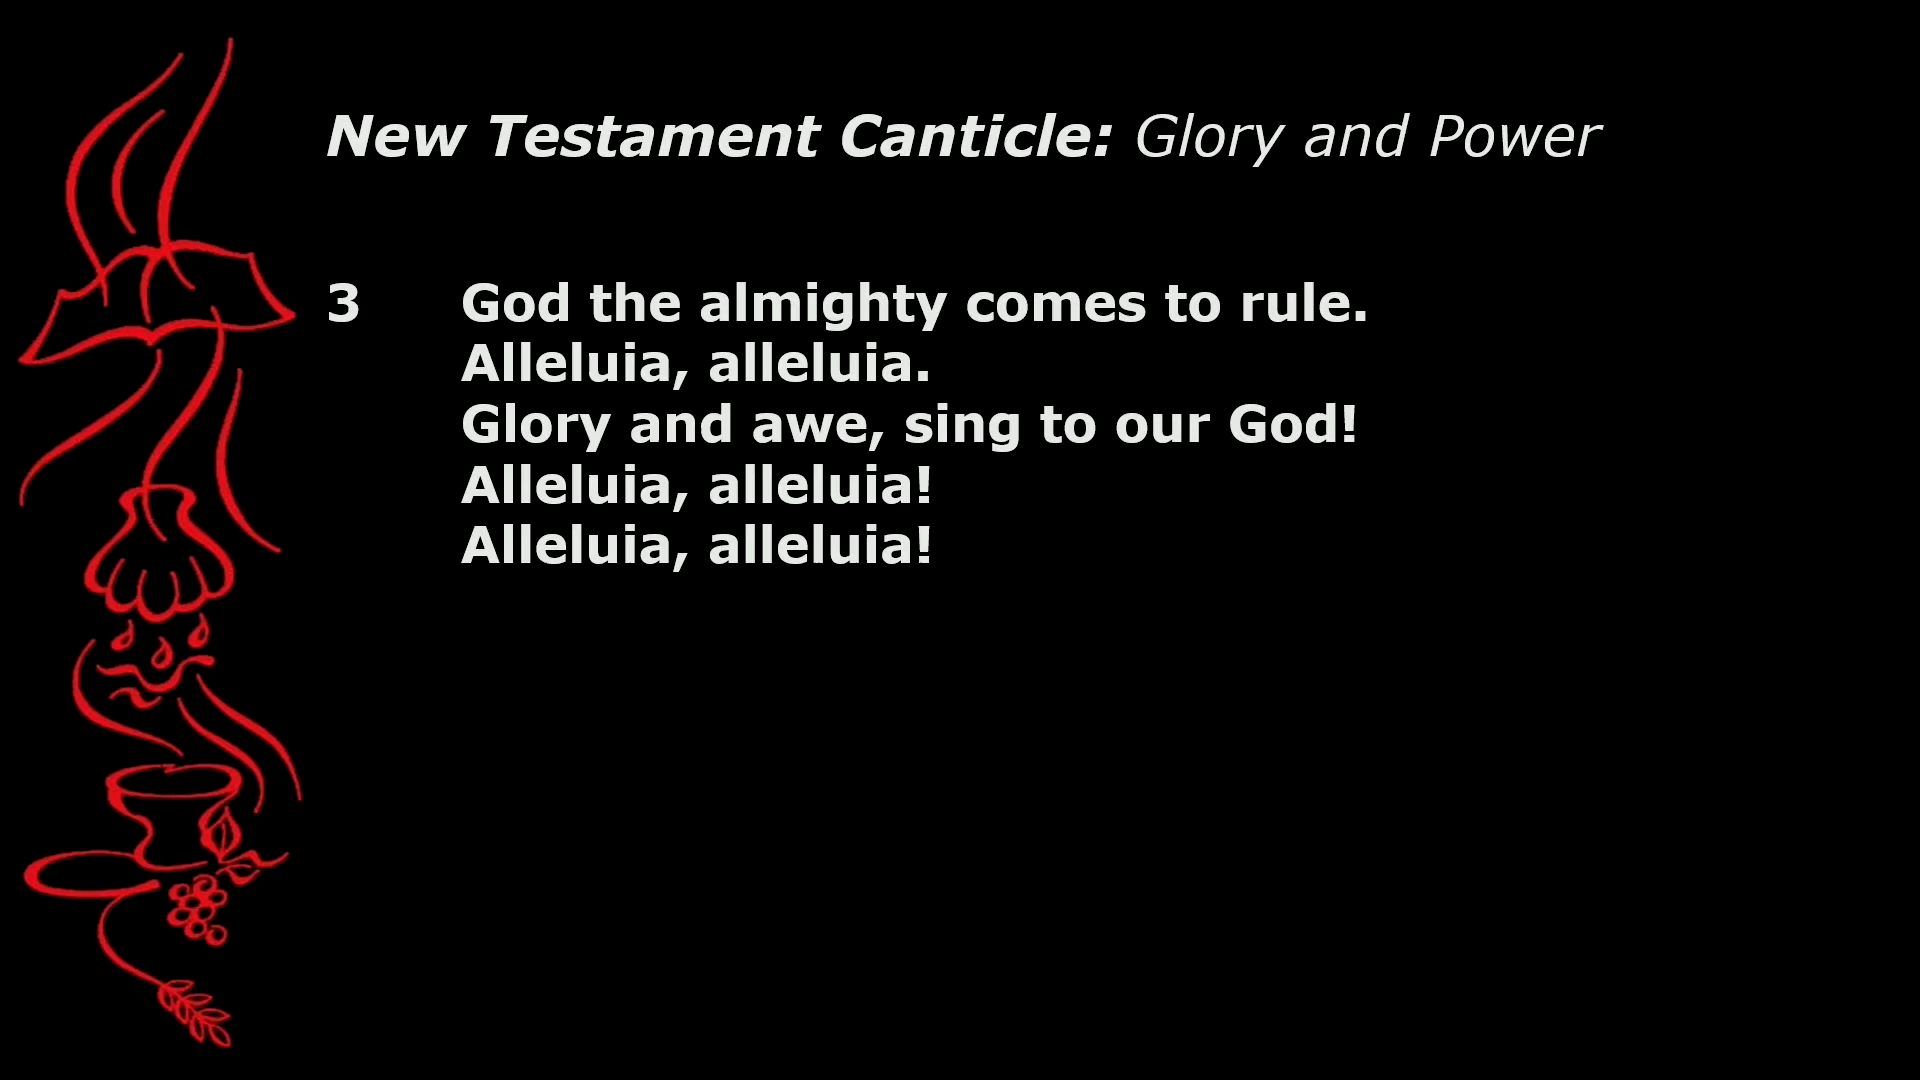 New Testament Canticle: Glory and Power
3 God the almighty comes to rule.
Alleluia, alleluia.
Glory and awe, sing to our God!
Alleluia, alleluia!
Alleluia, alleluia!